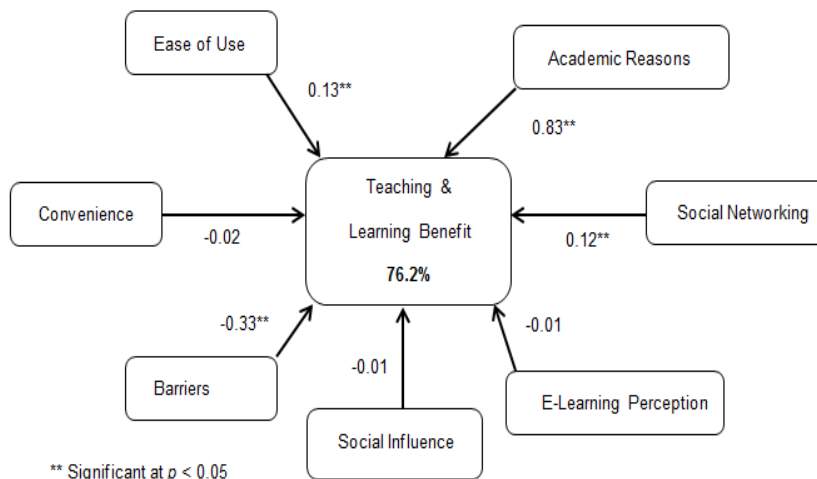 Ease of Use
Academic Reasons
0.13**
0.83**
Teaching &
Learning Benefit
76.2%
Convenience
-0.02
Social Networking
0.12**
-0.33**
-0.01
-0.01
Barriers
E-Learning Perception
Social Influence
** Significant at p < 0.05